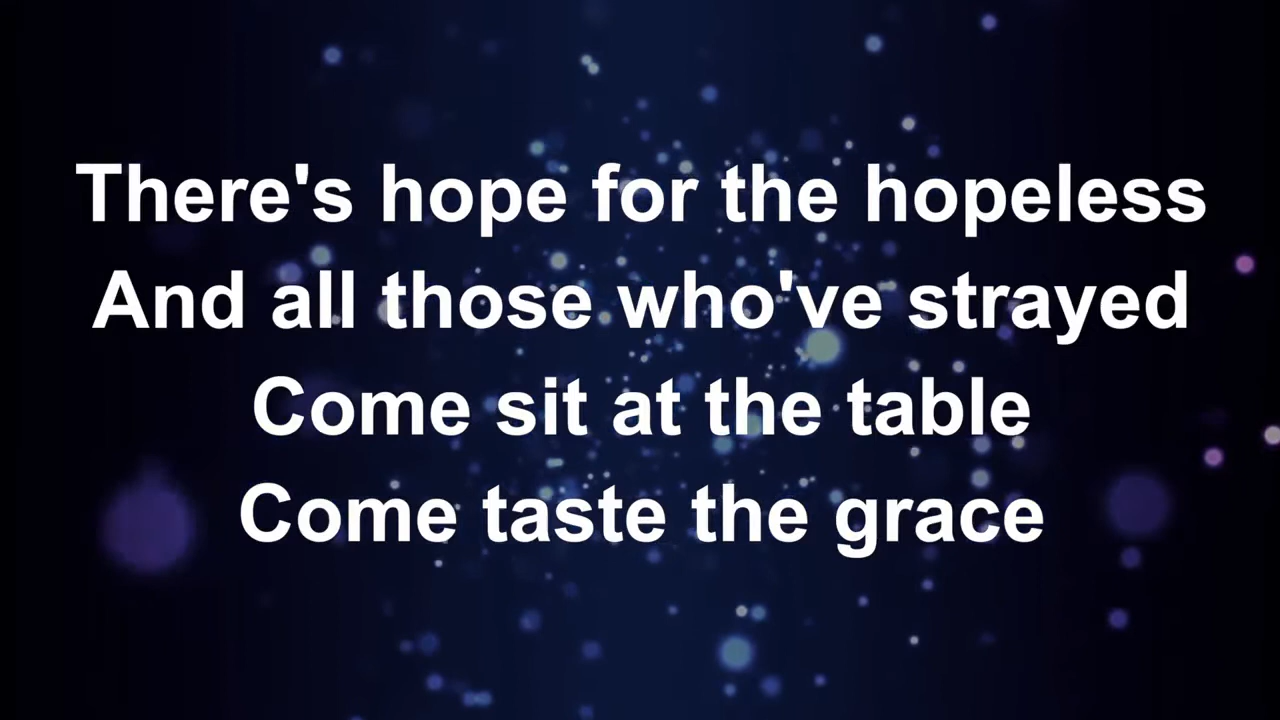 There's hope for the hopeless
And all those who've strayed
Come sit at the table
Come taste the grace